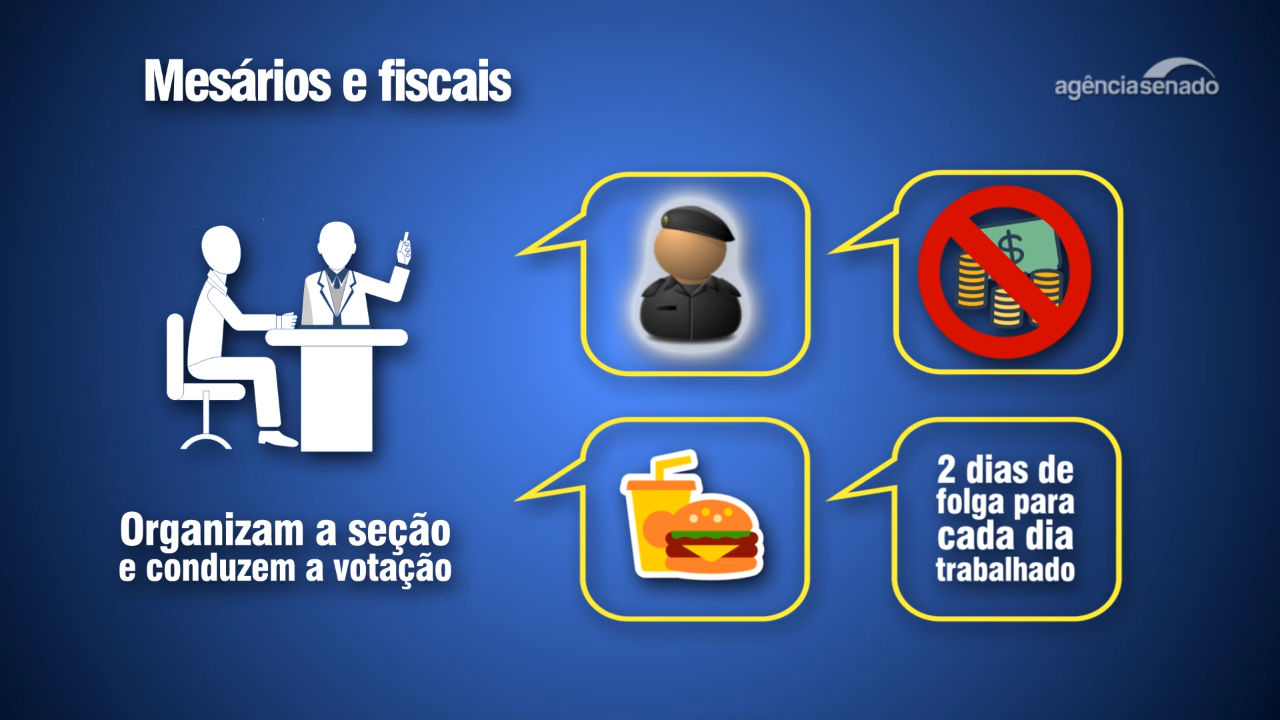 Mesários e fiscais
agênciasenado
$
Organizam a seção
e conduzem a votação
2 dias de
folga para
cada dia
trabalhado